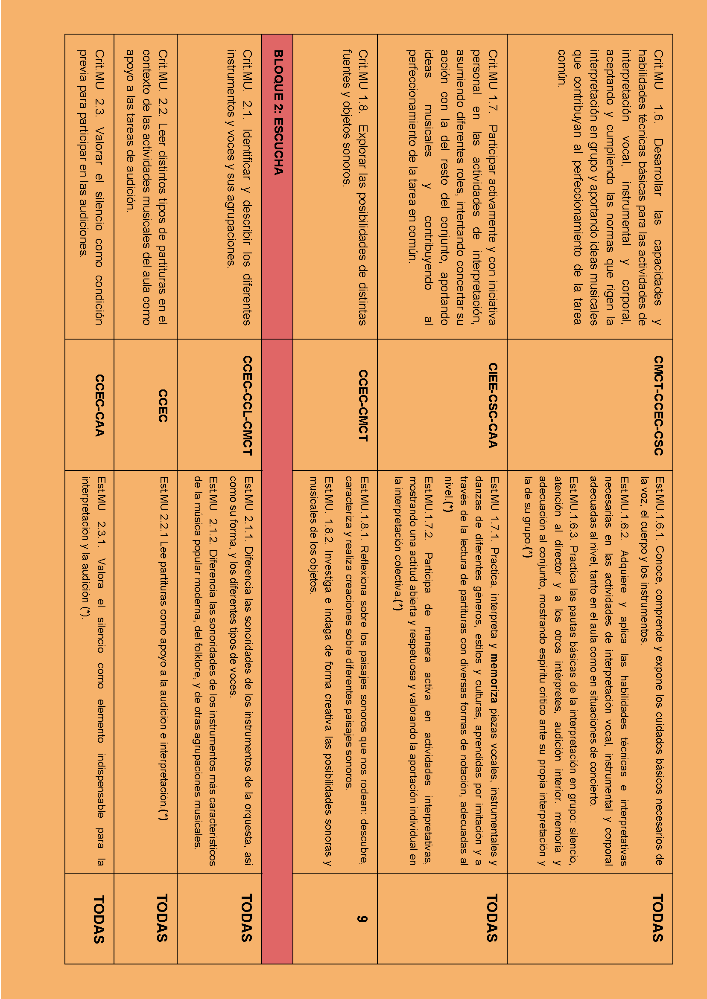 Crit.MU 1.6. Desarrollar las capacidades y
habilidades técnicas básicas para las actividades de
interpretación vocal, instrumental y corporal,
aceptando y cumpliendo las normas que rigen la
interpretación en grupo y aportando ideas musicales
que contribuyan al perfeccionamiento de la tarea
común.
CMCT-CCEC-CSC
Est.MU.1.6.1. Conoce, comprende y expone los cuidados básicos necesarios de
la voz, el cuerpo y los instrumentos.
Est.MU.1.6.2. Adquiere y aplica las habilidades técnicas e interpretativas
necesarias en las actividades de interpretación vocal, instrumental y corporal
adecuadas al nivel, tanto en el aula como en situaciones de concierto.
Est.MU.1.6.3. Practica las pautas básicas de la interpretación en grupo: silencio,
atención al director y a los otros intérpretes, audición interior, memoria y
adecuación al conjunto, mostrando espíritu crítico ante su propia interpretación y
la de su grupo.(*)
TODAS
Crit.MU 1.7. Participar activamente y con iniciativa
personal en las actividades de interpretación,
asumiendo diferentes roles, intentando concertar su
acción con la del resto del conjunto, aportando
ideas musicales y contribuyendo al
perfeccionamiento de la tarea en común.
CIEE-CSC-CAA
Est.MU 1.7.1. Practica, interpreta y memoriza piezas vocales, instrumentales y
danzas de diferentes géneros, estilos y culturas, aprendidas por imitación y a
través de la lectura de partituras con diversas formas de notación, adecuadas al
nivel.(*)
Est.MU.1.7.2. Participa de manera activa en actividades interpretativas,
mostrando una actitud abierta y respetuosa y valorando la aportación individual en
la interpretación colectiva.(*)
TODAS
Crit.MU 1.8. Explorar las posibilidades de distintas
fuentes y objetos sonoros.
CCEC-CMCT
Est.MU.1.8.1. Reflexiona sobre los paisajes sonoros que nos rodean: descubre,
caracteriza y realiza creaciones sobre diferentes paisajes sonoros.
Est.MU. 1.8.2. Investiga e indaga de forma creativa las posibilidades sonoras y
musicales de los objetos.
9
BLOQUE 2: ESCUCHA
Crit.MU. 2.1. Identificar y describir los diferentes
instrumentos y voces y sus agrupaciones.
CCEC-CCL-CMCT
Est.MU 2.1.1. Diferencia las sonoridades de los instrumentos de la orquesta, así
como su forma, y los diferentes tipos de voces.
Est.MU 2.1.2. Diferencia las sonoridades de los instrumentos más característicos
de la música popular moderna, del folklore, y de otras agrupaciones musicales.
TODAS
Crit.MU. 2.2. Leer distintos tipos de partituras en el
contexto de las actividades musicales del aula como
apoyo a las tareas de audición.
CCEC
Est.MU 2.2.1 Lee partituras como apoyo a la audición e interpretación.(*)
TODAS
Crit.MU 2.3. Valorar el silencio como condición
previa para participar en las audiciones.
CCEC-CAA
Est.MU 2.3.1. Valora el silencio como elemento indispensable para la
interpretación y la audición (*).
TODAS